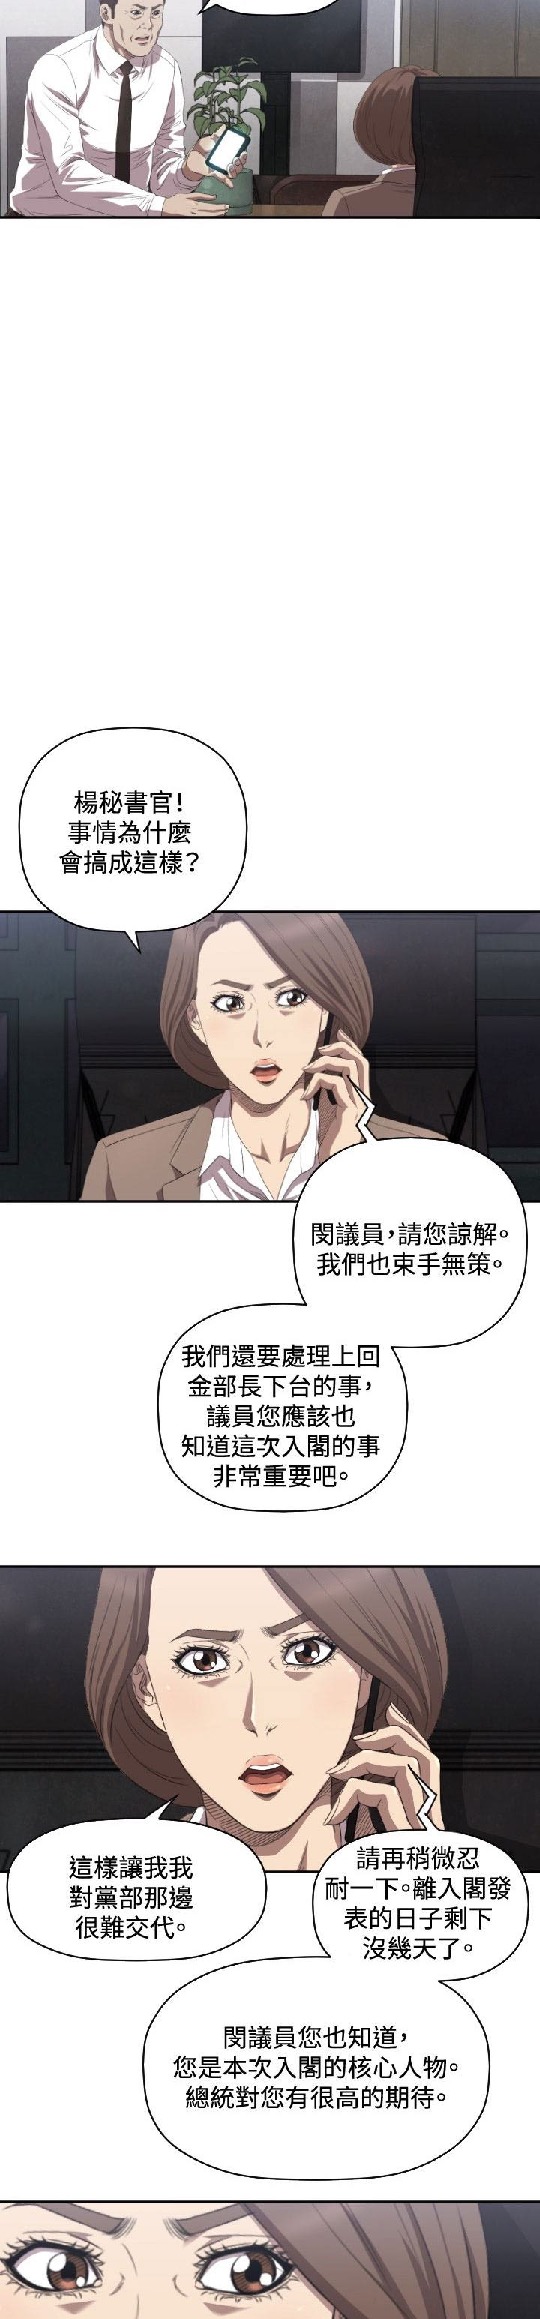 楊秘書官!
事情為什麼
會搞成這樣?
閔議員,請您諒解。
我們也束手無策。
我們還要處理上回
金部長下台的事,
議員您應該也
知道這次入閣的事
非常重要吧。
這樣讓我我
對黨部那邊
很難交代。
請再稍微忍
耐一下。離入閣發
表的日子剩下
沒幾天了。
閔議員您也知道,
您是本次入閣的核心人物。
總統對您有很高的期待。